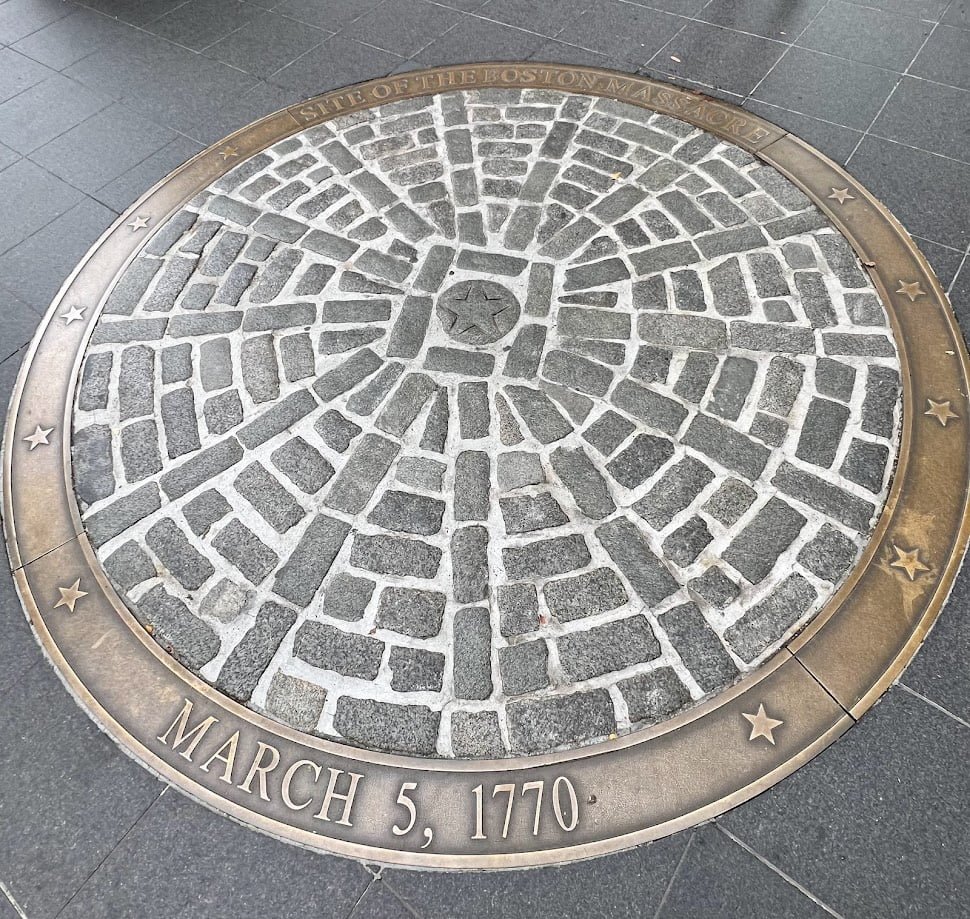 SITE OF THE BOSTON MASSACRE
MARCH 5, 1770